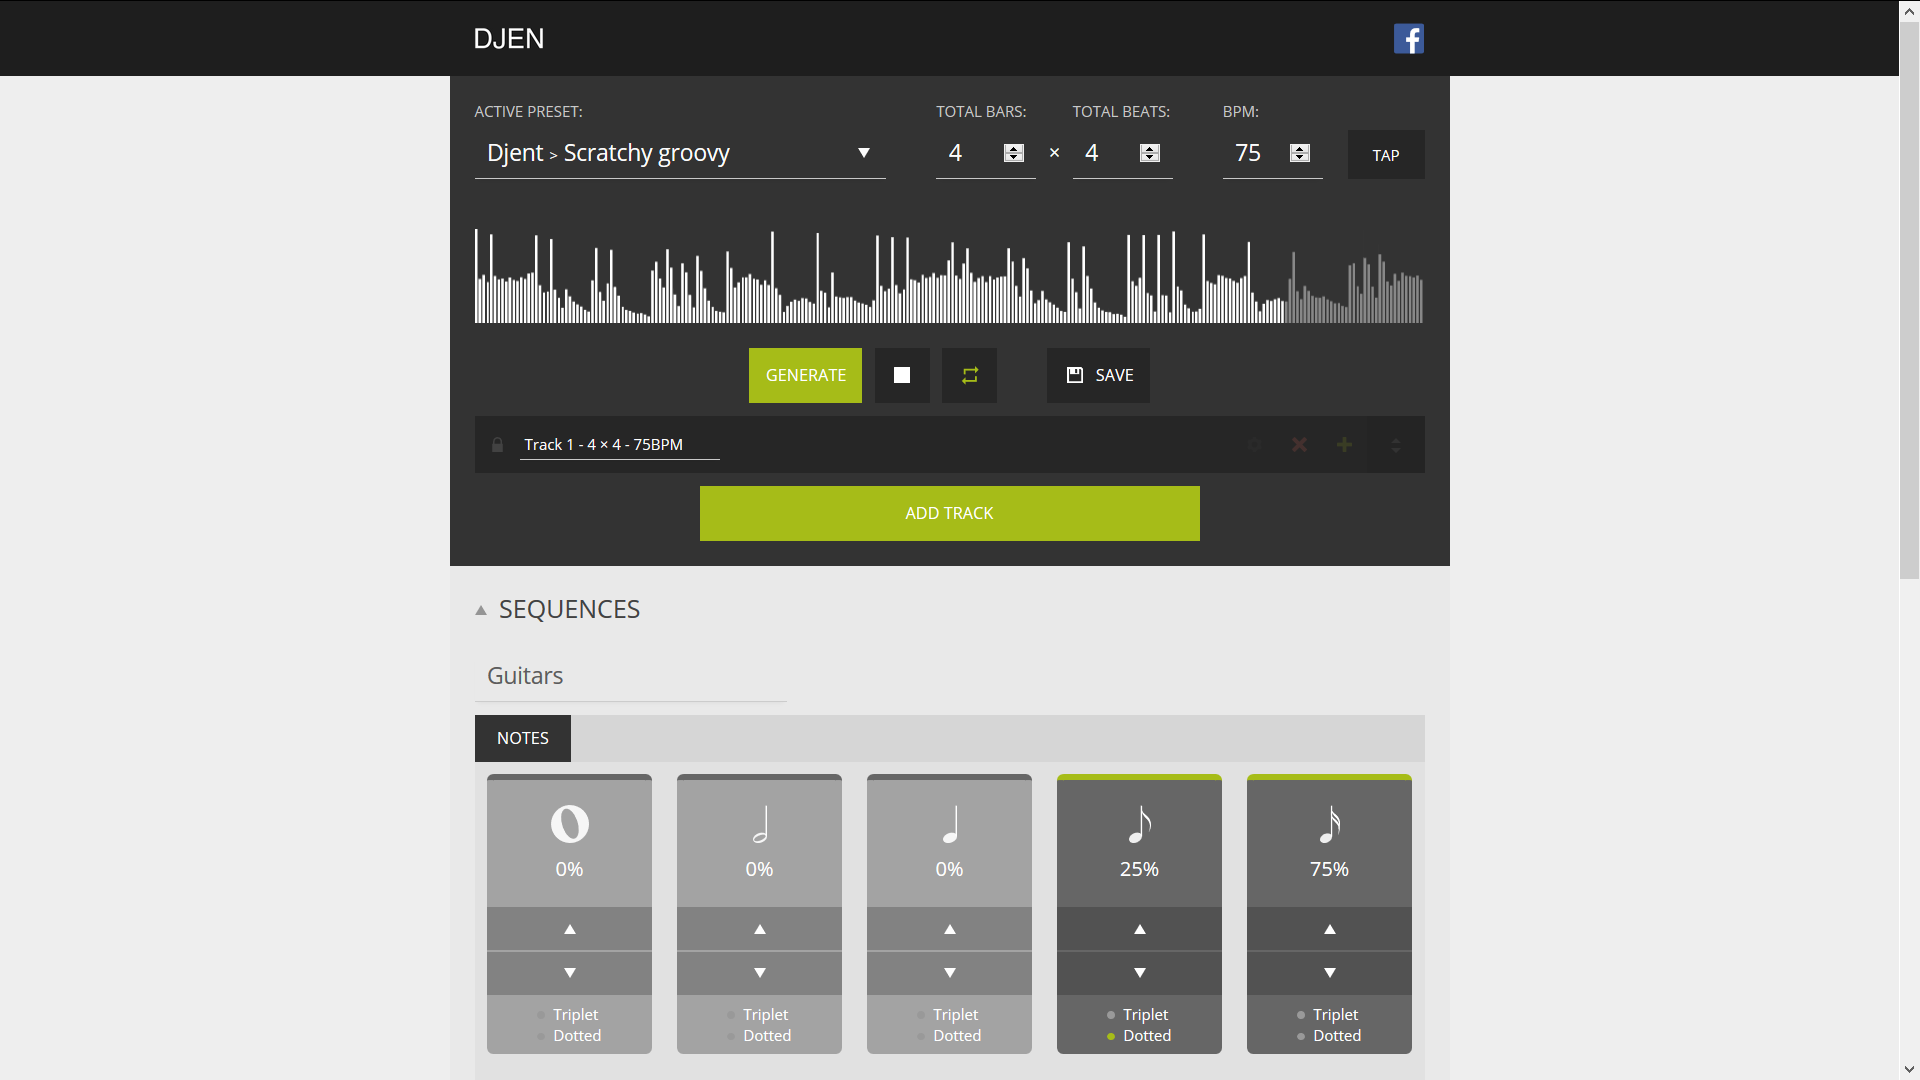 DJEN
ACTIVE PRESET: TOTAL BARS: TOTAL BEATS: BPM:
Djent > Scratchy groovy 4 × 4 75 TAP
GENERATE SAVE
Track 1 - 4 × 4 - 75BPM
ADD TRACK
SEQUENCES
Guitars
NOTES
0% 0% 0% 25% 75%
Triplet Triplet Triplet Triplet Triplet
Dotted Dotted Dotted Dotted Dotted